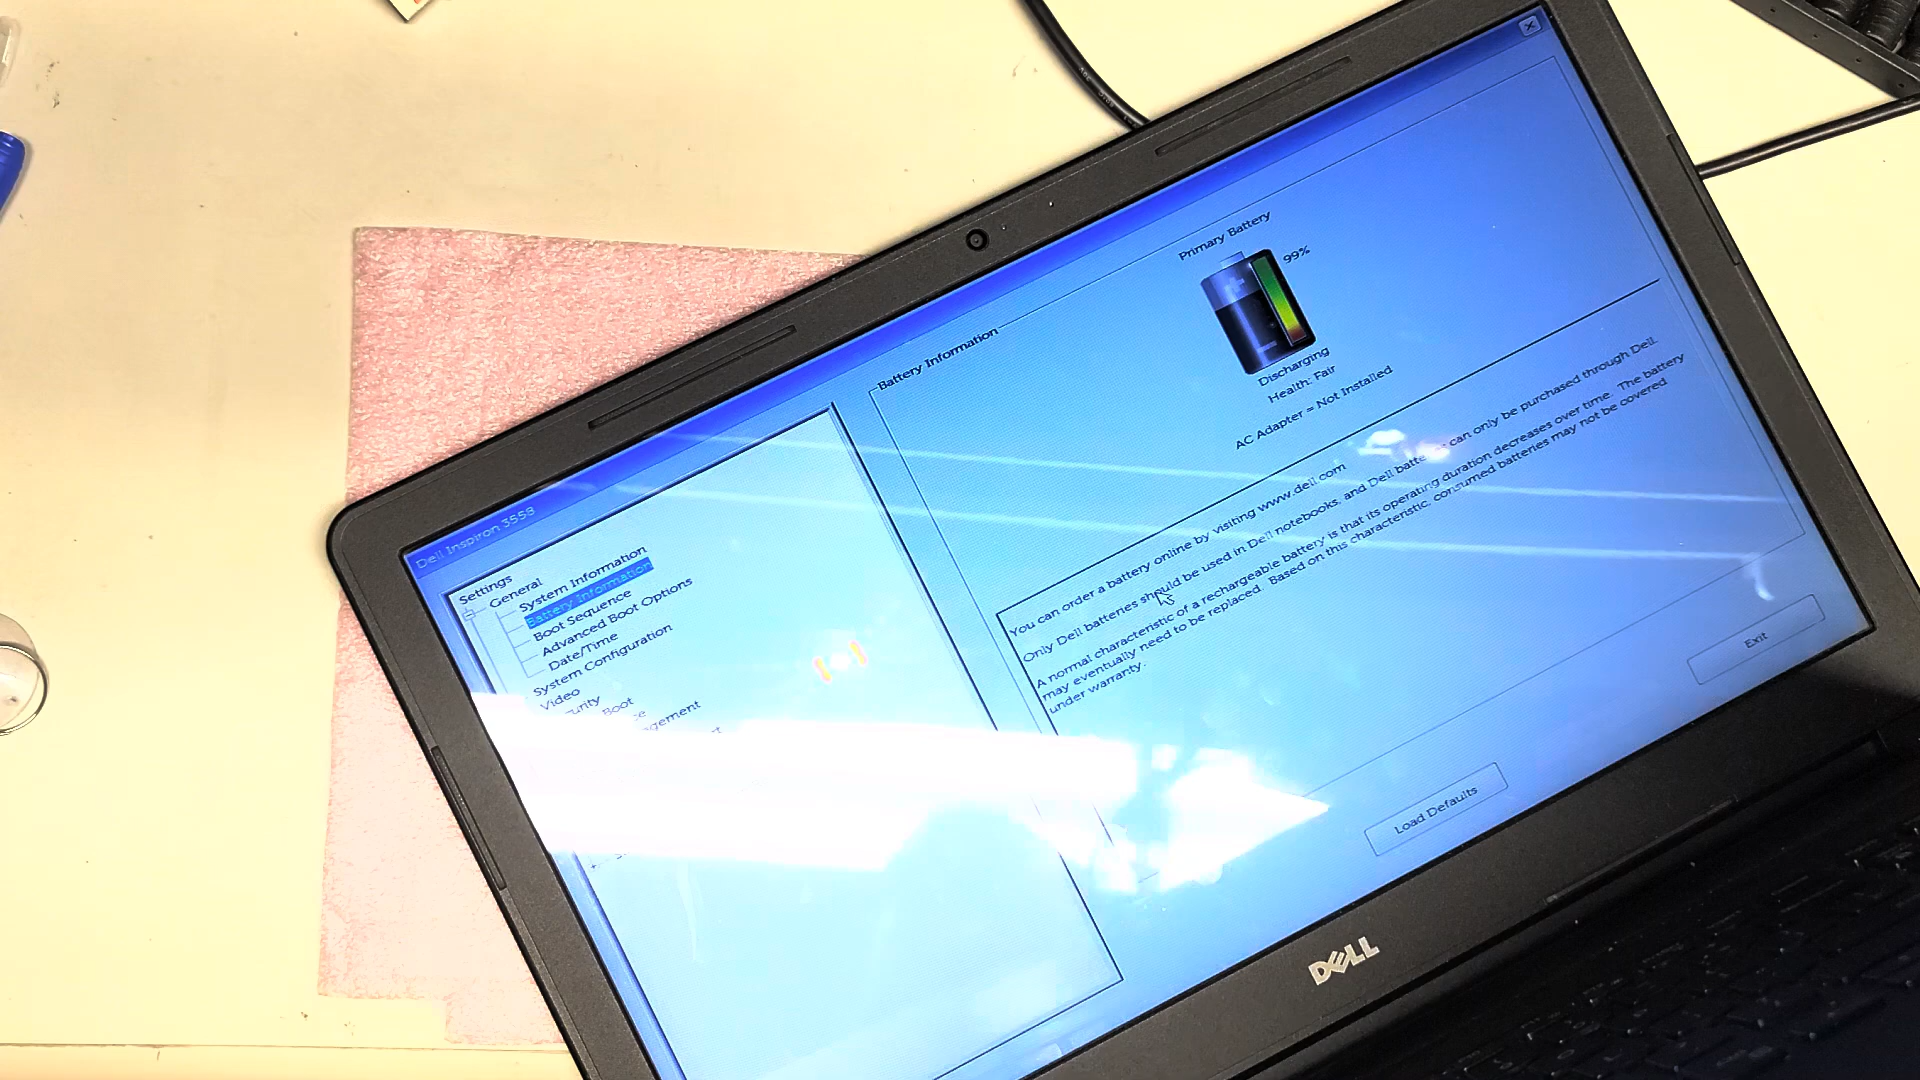 Dell Inspiron 3558
Settings
General
System Information
Battery Information
Boot Sequence
Advanced Boot Options
Date/Time
System Configuration
Video
Boot
Battery Information
Primary Battery
99%
Discharging
Health: Fair
AC Adapter = Not Installed
You can order a battery online by visiting www.dell.com
Only Dell batteries should be used in Dell notebooks, and Dell can only be purchased through Dell.
A normal characteristic of a rechargeable battery is that its operating duration decreases over time. The battery
may eventually need to be replaced. Based on this characteristic, consumed batteries may not be covered
under warranty.
Load Defaults
Exit
DELL